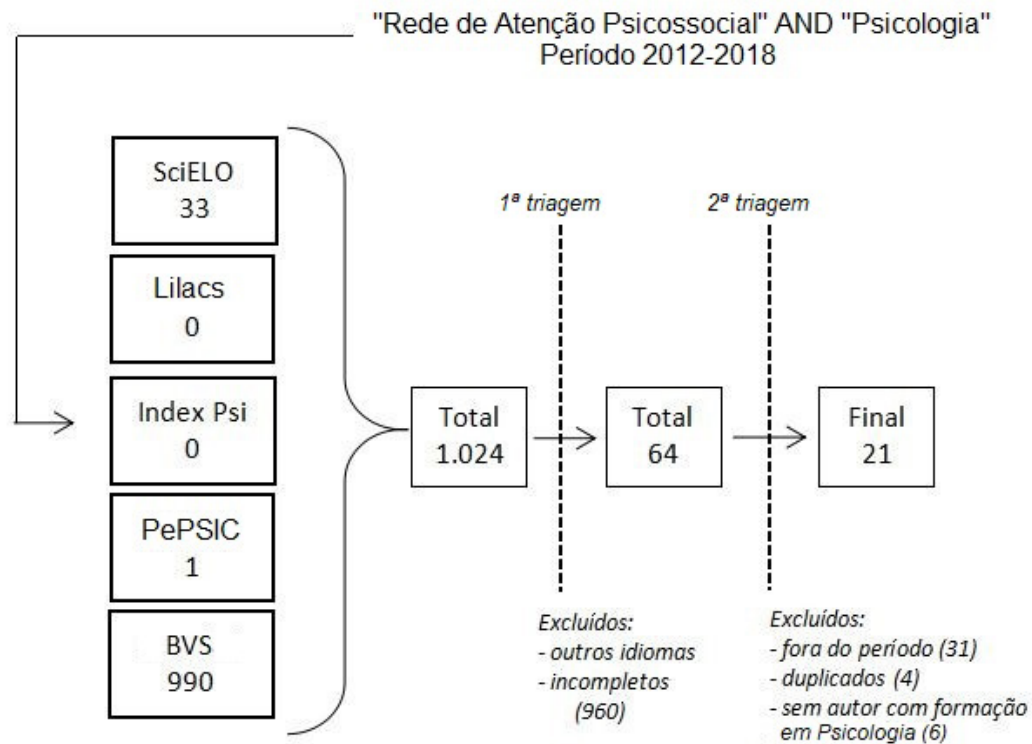 "Rede de Atenção Psicossocial" AND "Psicologia"
Período 2012-2018
SciELO
33
Lilacs
0
Index Psi
0
PePSIC
1
BVS
990
Total
1.024
1ª triagem
Excluídos:
- outros idiomas
- incompletos
(960)
Total
64
2ª triagem
Excluídos:
- fora do período (31)
- duplicados (4)
- sem autor com formação
em Psicologia (6)
Final
21